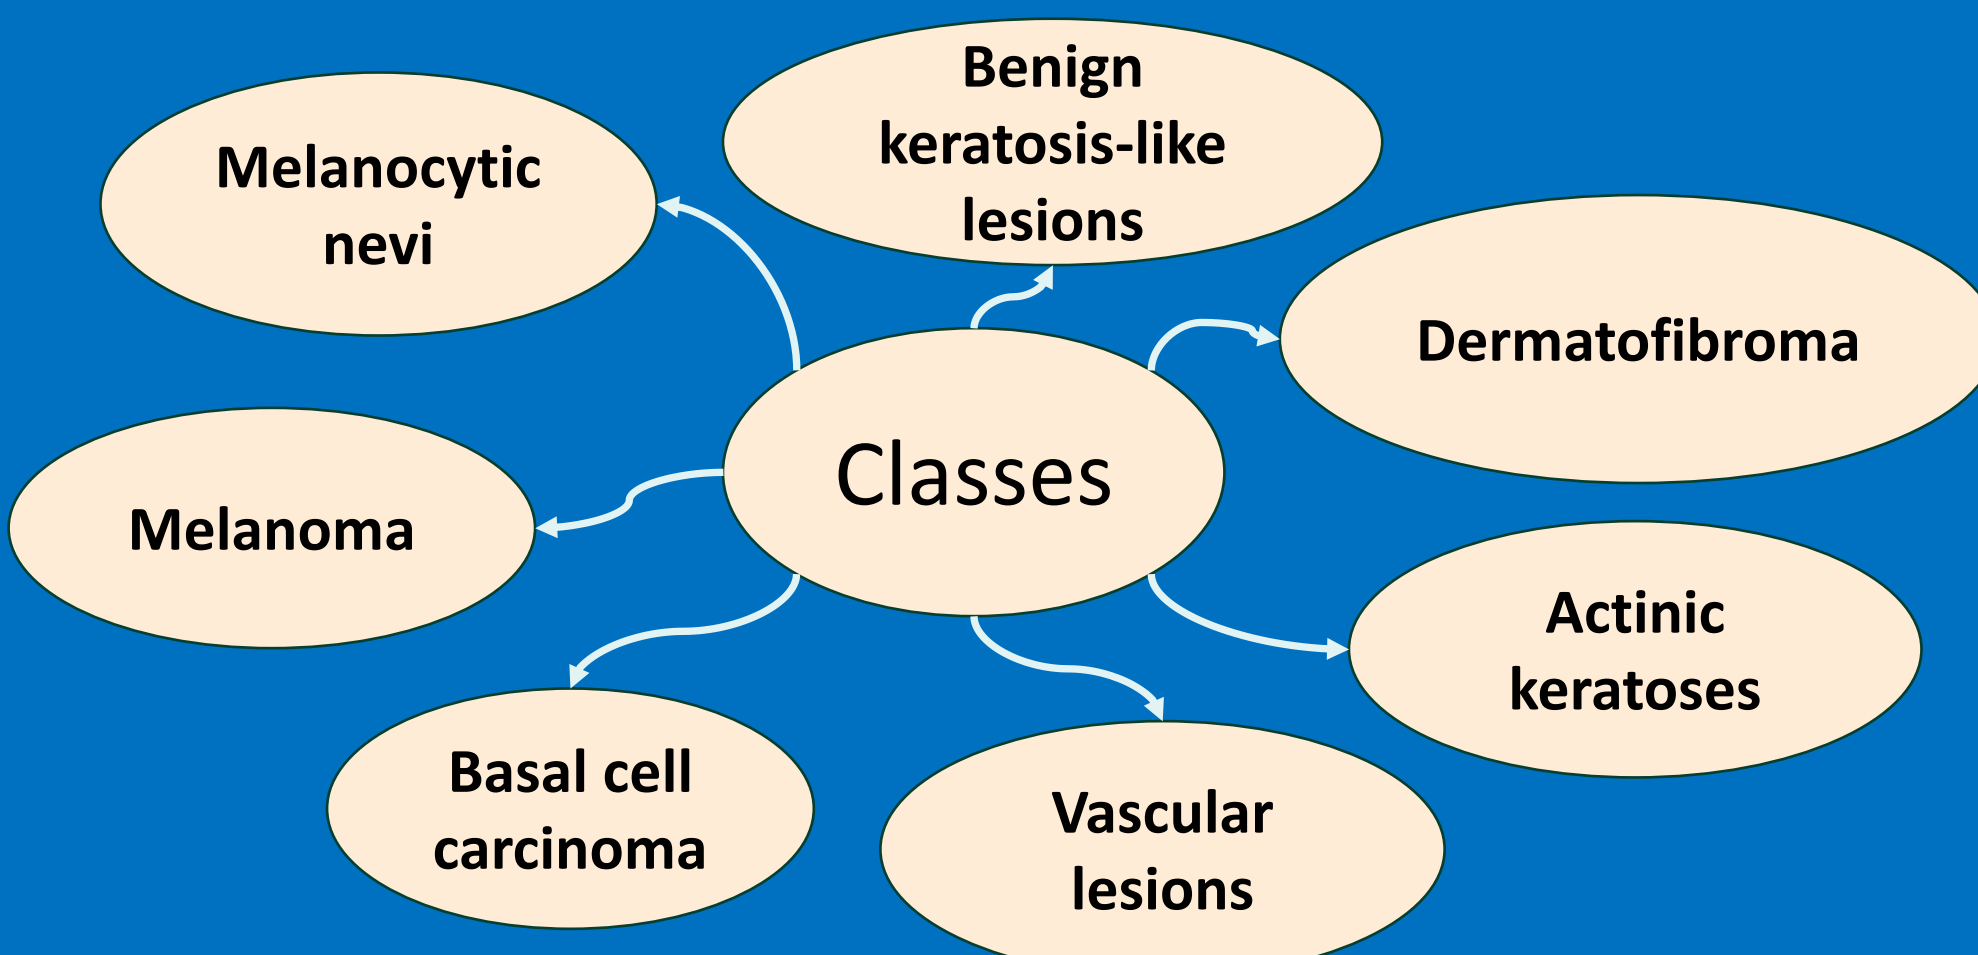 Benign
keratosis-like
lesions
Melanocytic
nevi
Dermatofibroma
Classes
Melanoma
Actinic
keratoses
Basal cell
carcinoma
Vascular
lesions